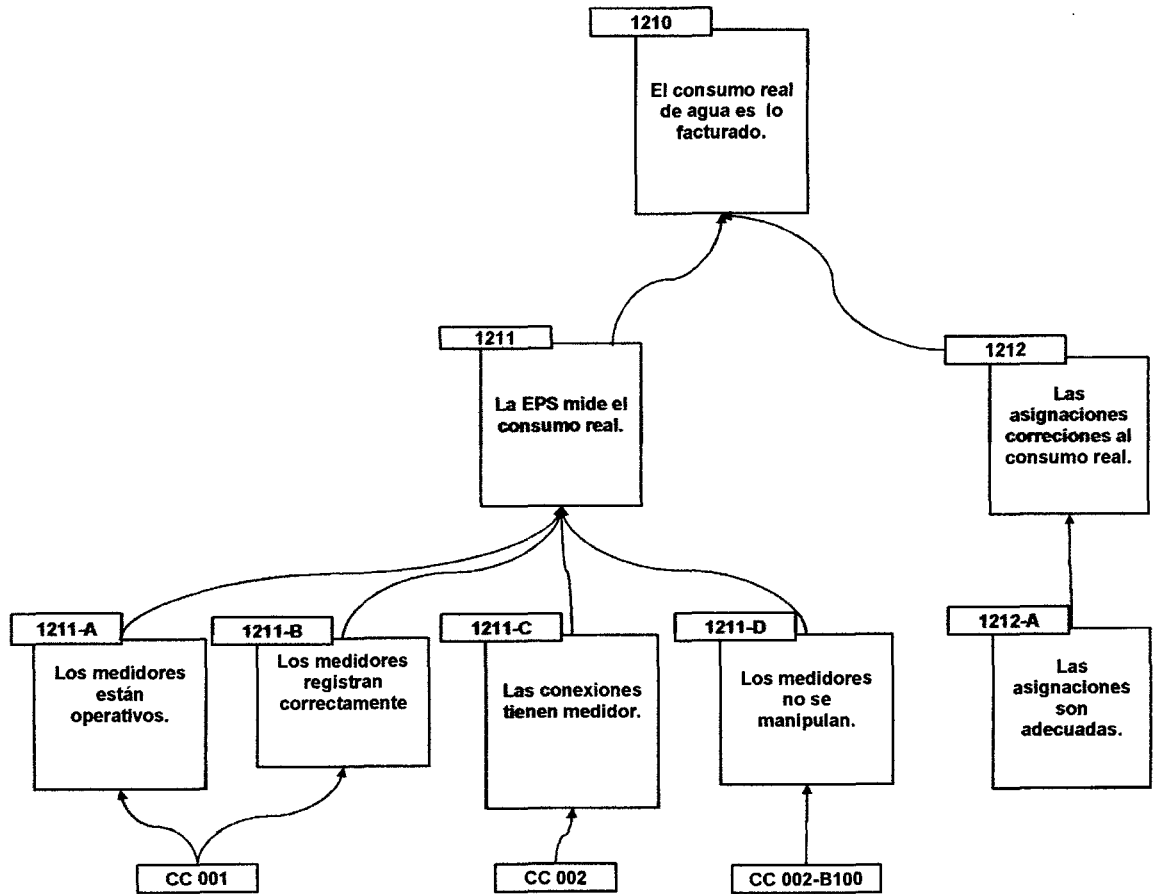 1210
El consumo real
de agua es lo
facturado.
1211
La EPS mide el
consumo real.
1212
Las
asignaciones
correciones al
consumo real.
1211-A
Los medidores
están
operativos.
1211-B
Los medidores
registran
correctamente
1211-C
Las conexiones
tienen medidor.
1211-D
Los medidores
no se
manipulan.
1212-A
Las
asignaciones
son
adecuadas.
CC 001
CC 002
CC 002-B100